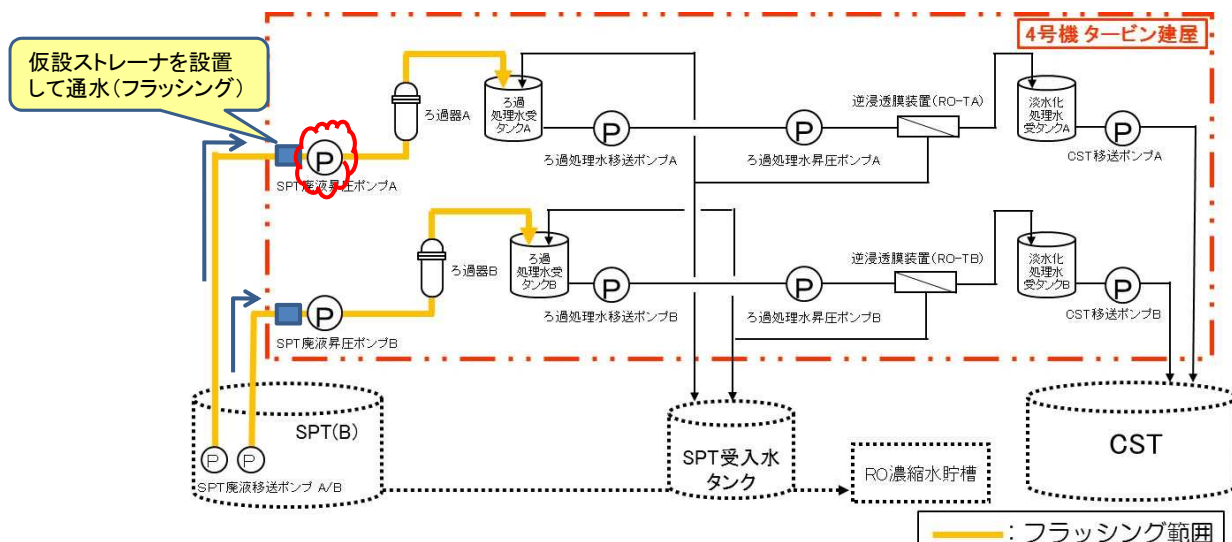 4号機 タービン建屋
仮設ストレーナを設置
して通水(フラッシング)
ろ過器A
ろ過
処理水受
タンクA
P
ろ過処理水移送ポンプA
P
ろ過処理水昇圧ポンプA
逆浸透膜装置(RO-TA)
淡水化
処理水
受タンクA
P
CST移送ポンプA
P
SPT廃液昇圧ポンプA
ろ過器B
ろ過
処理水受
タンクB
P
ろ過処理水移送ポンプB
P
ろ過処理水昇圧ポンプB
逆浸透膜装置(RO-TB)
淡水化
処理水
受タンクB
P
CST移送ポンプB
P
SPT廃液昇圧ポンプB
SPT(B)
P
P
SPT廃液移送ポンプ A/B
SPT受入水
タンク
RO濃縮水貯槽
CST
:フラッシング範囲